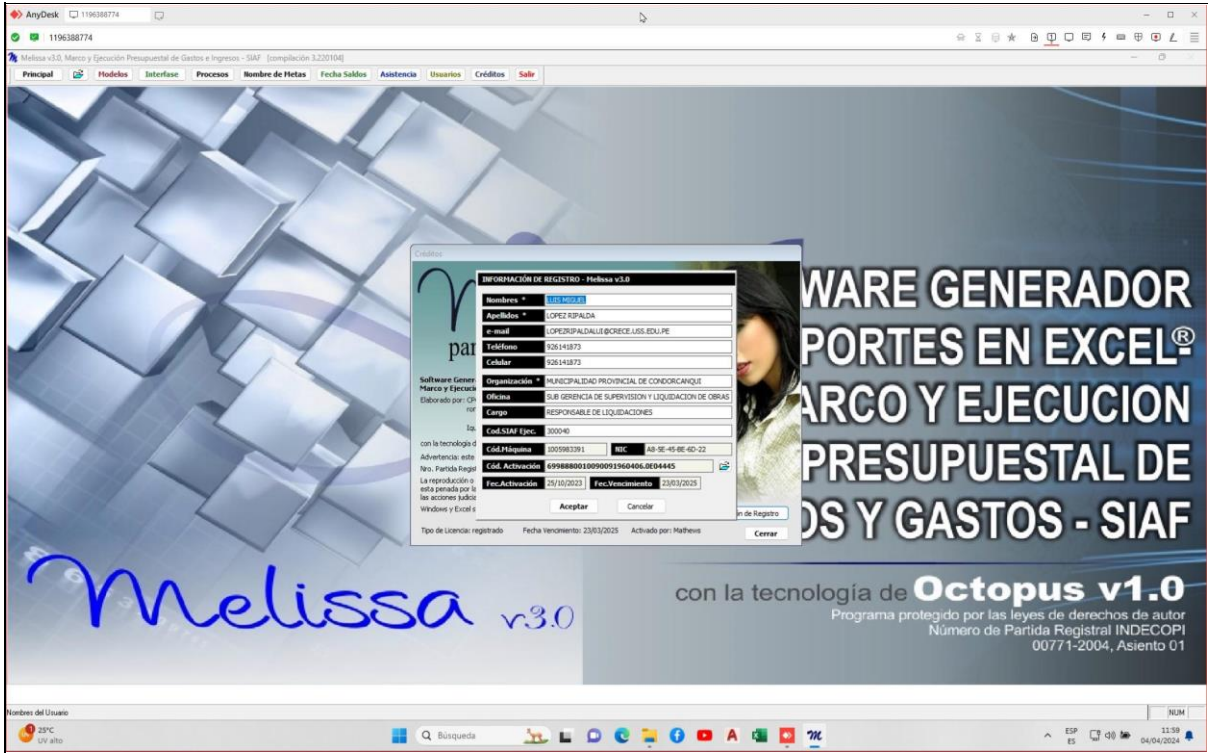 AnyDesk 1196388774
1196388774
Melissa v3.0, Marco y Ejecución Presupuestal de Gastos e Ingresos - SIAF [compilación 3.220104]
Principal Modelos Interfase Procesos Nombre de Metas Fecha Saldos Asistencia Usuarios Créditos Salir
Créditos
INFORMACIÓN DE REGISTRO - Melissa v3.0
Nombres * LUIS MIGUEL
Apellidos * LOPEZ RIPALDA
e-mail LOPEZRIPALDALUI@CRECE.USS.EDU.PE
Teléfono 926141873
Celular 926141873
Organización * MUNICIPALIDAD PROVINCIAL DE CONDORCANQUI
Oficina SUB GERENCIA DE SUPERVISION Y LIQUIDACION DE OBRAS
Cargo RESPONSABLE DE LIQUIDACIONES
Cod.SIAF Ejec. 300040
Cód.Máquina 1005983391 NIC A8-5E-45-BE-6D-22
Cód. Activación 6998880010090091960406.0E04445
Fec.Activación 25/10/2023 Fec.Vencimiento 23/03/2025
Aceptar Cancelar
par
Software Gener
Marco y Ejecuci
Elaborado por: CP
con la tecnología d
Advertencia: este
Nro. Partida Regist
La reproducción o
esta penada por la
las acciones judicia
Windows y Excel s
n de Registro
Tipo de Licencia: registrado Fecha Vencimiento: 23/03/2025 Activado por: Mathews
Cerrar
WARE GENERADOR
PORTES EN EXCEL®
ARCO Y EJECUCION
PRESUPUESTAL DE
OS Y GASTOS - SIAF
Melissa v3.0
con la tecnología de Octopus v1.0
Programa protegido por las leyes de derechos de autor
Número de Partida Registral INDECOPI
00771-2004, Asiento 01
Nombres del Usuario
NUM
1
25°C
UV alto
Búsqueda
ESP
ES
11:59
04/04/2024